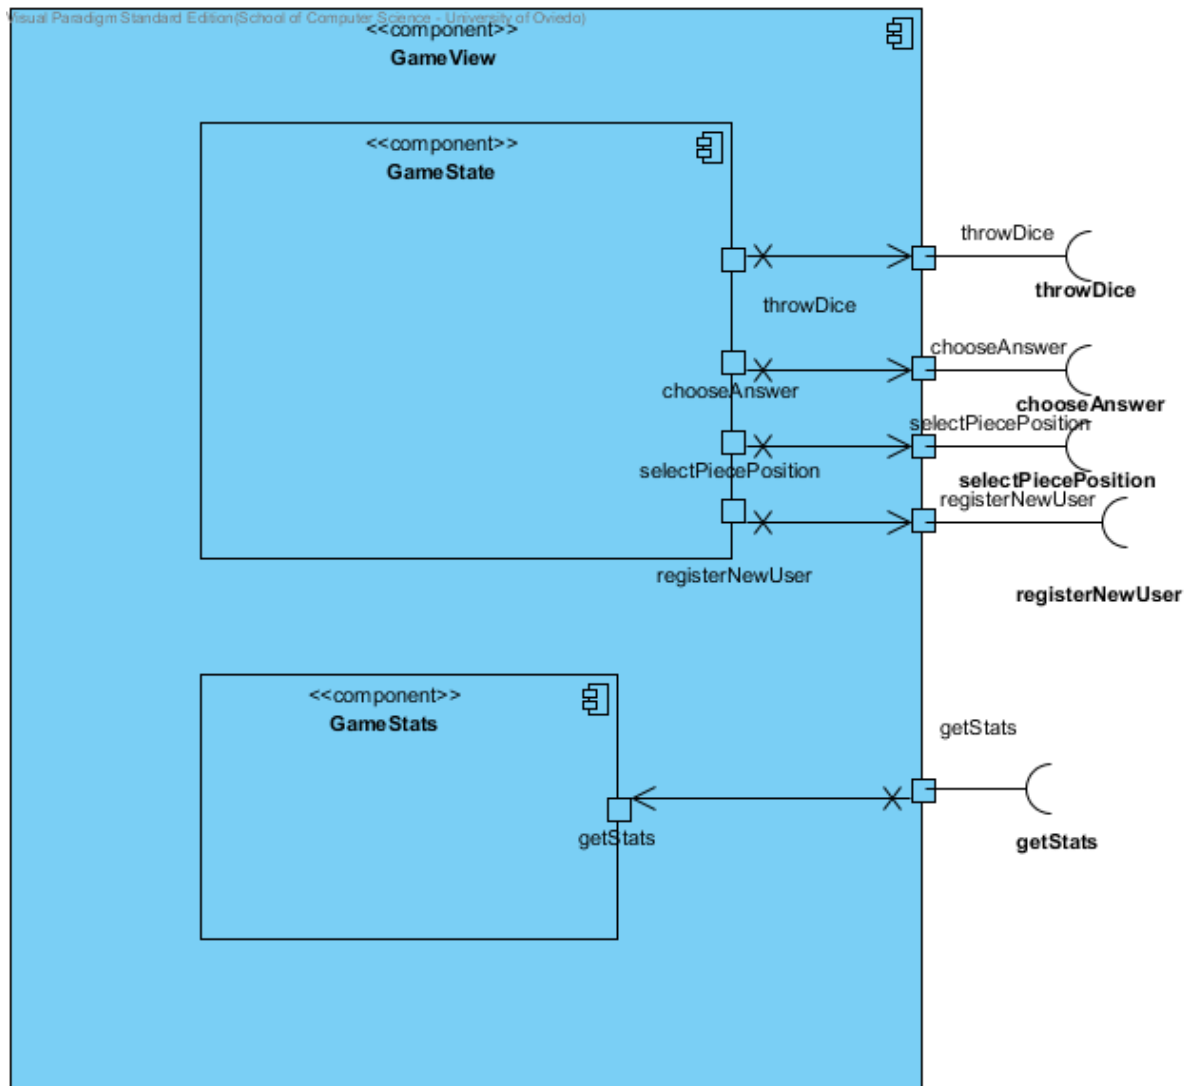 Visual Paradigm Standard Edition(School of Computer Science - University of Oviedo)
<<component>>
GameView
<<component>>
GameState
throwDice
throwDice
throwDice
chooseAnswer
chooseAnswer
chooseAnswer
selectPiecePosition
selectPiecePosition
selectPiecePosition
registerNewUser
registerNewUser
registerNewUser
<<component>>
GameStats
getStats
getStats
getStats